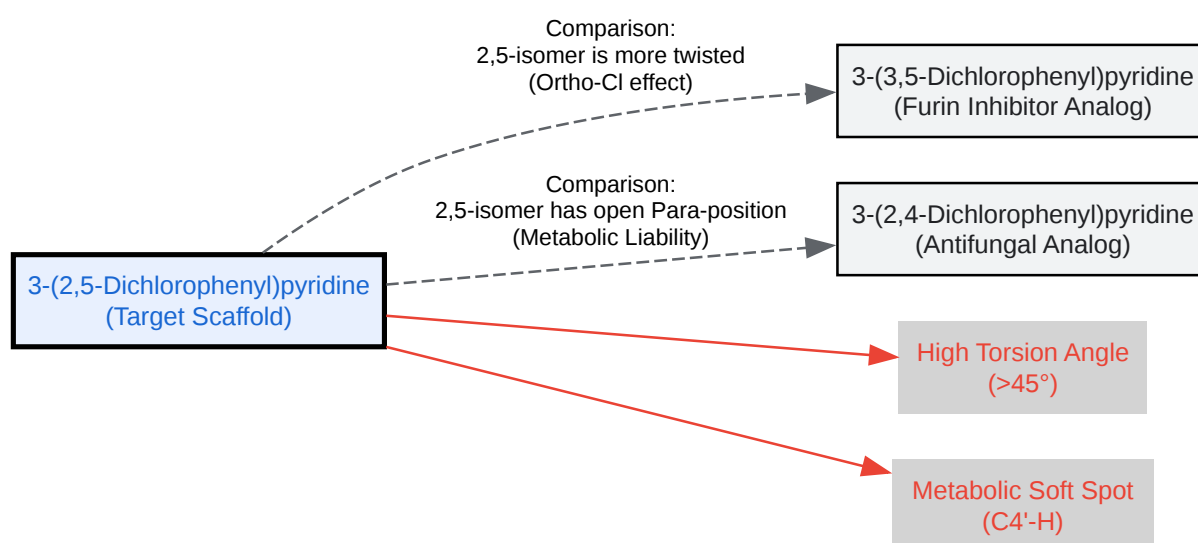 Comparison:
2,5-isomer is more twisted
(Ortho-Cl effect)
3-(3,5-Dichlorophenyl)pyridine
(Furin Inhibitor Analog)
Comparison:
2,5-isomer has open Para-position
(Metabolic Liability)
3-(2,4-Dichlorophenyl)pyridine
(Antifungal Analog)
3-(2,5-Dichlorophenyl)pyridine
(Target Scaffold)
High Torsion Angle
(>45°)
Metabolic Soft Spot
(C4'-H)